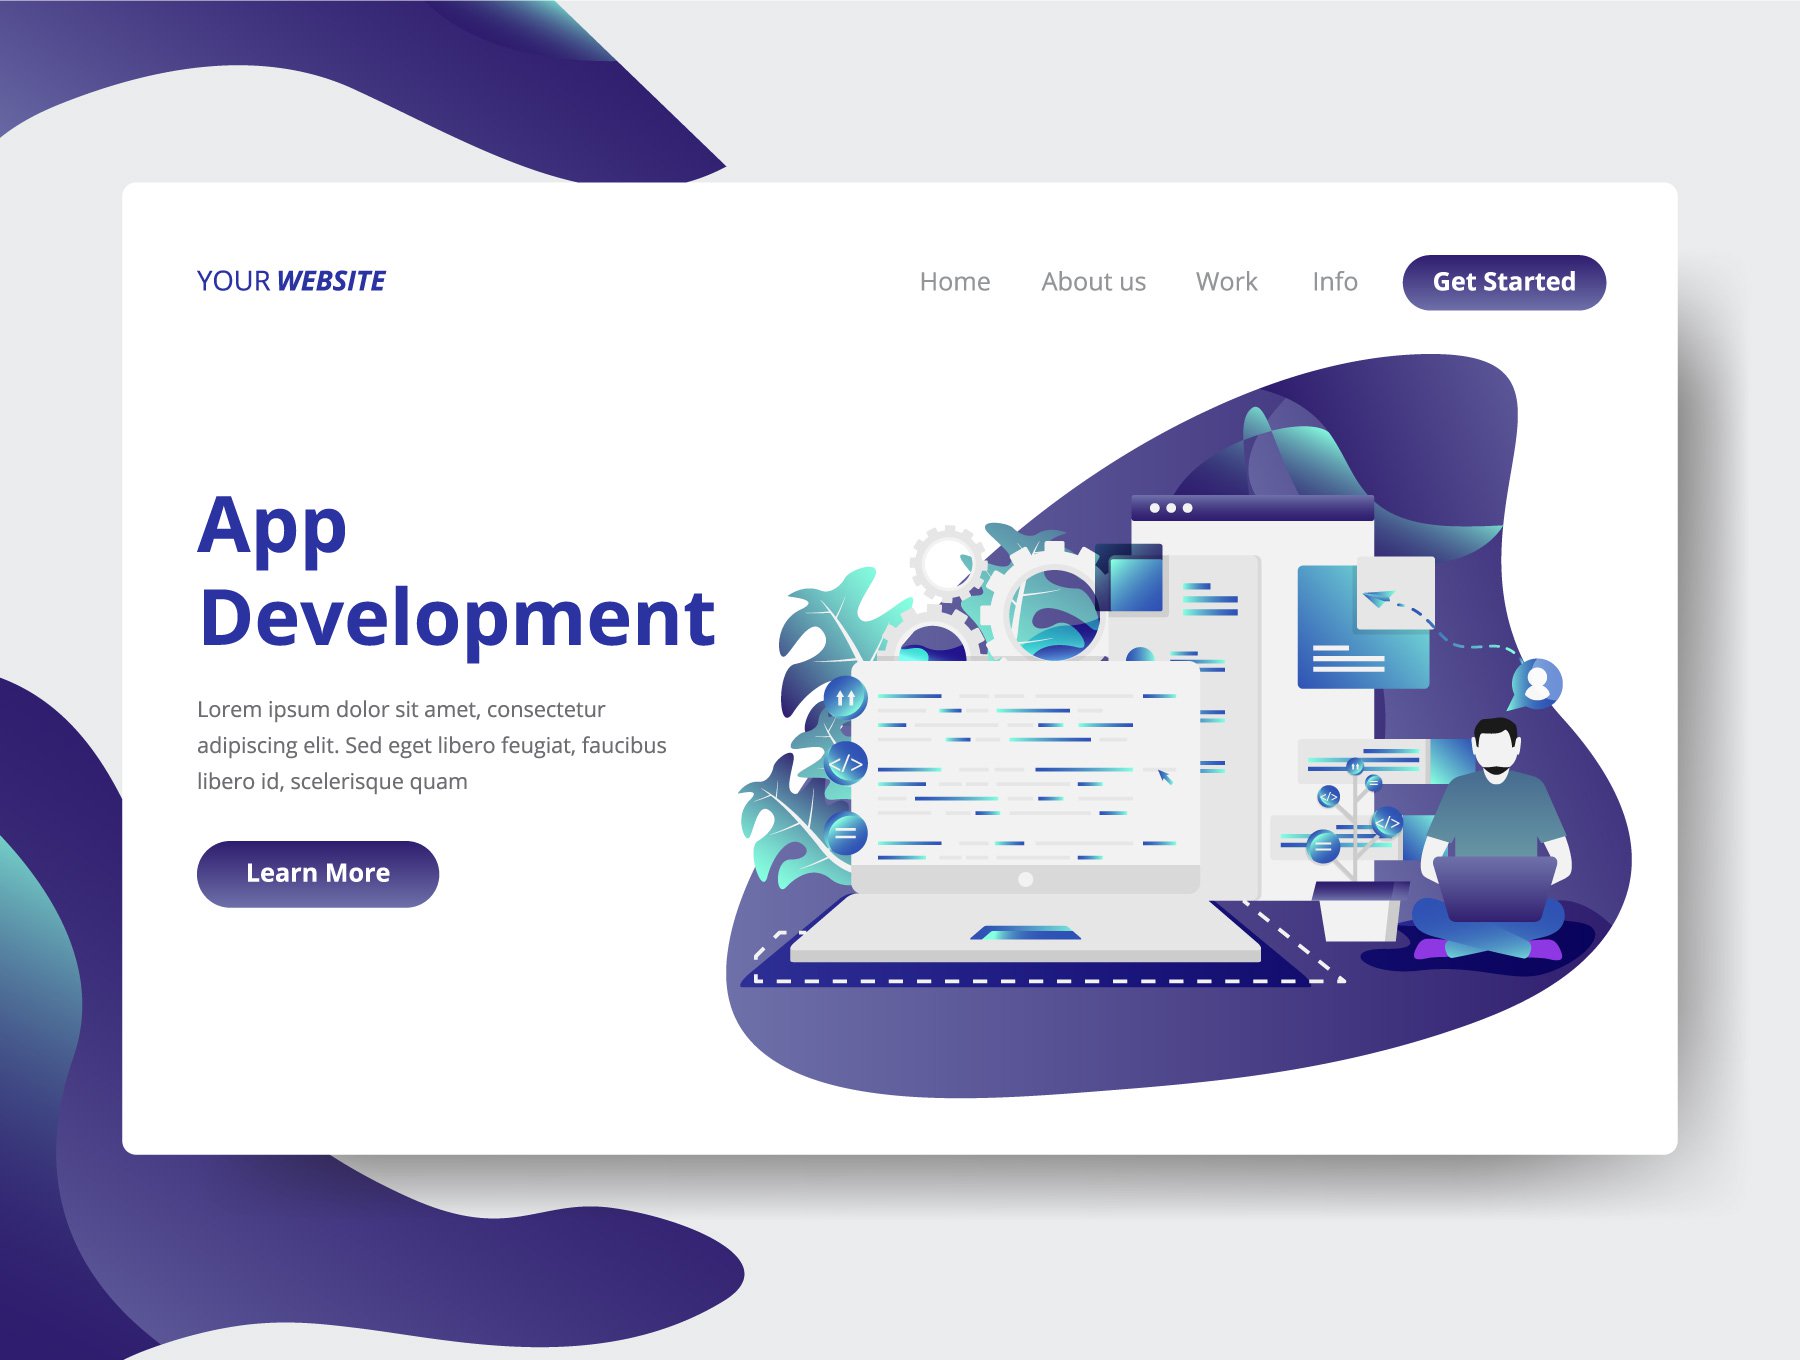 YOUR WEBSITE
Home About us Work Info Get Started
App
Development
Lorem ipsum dolor sit amet, consectetur
adipiscing elit. Sed eget libero feugiat, faucibus
libero id, scelerisque quam
Learn More